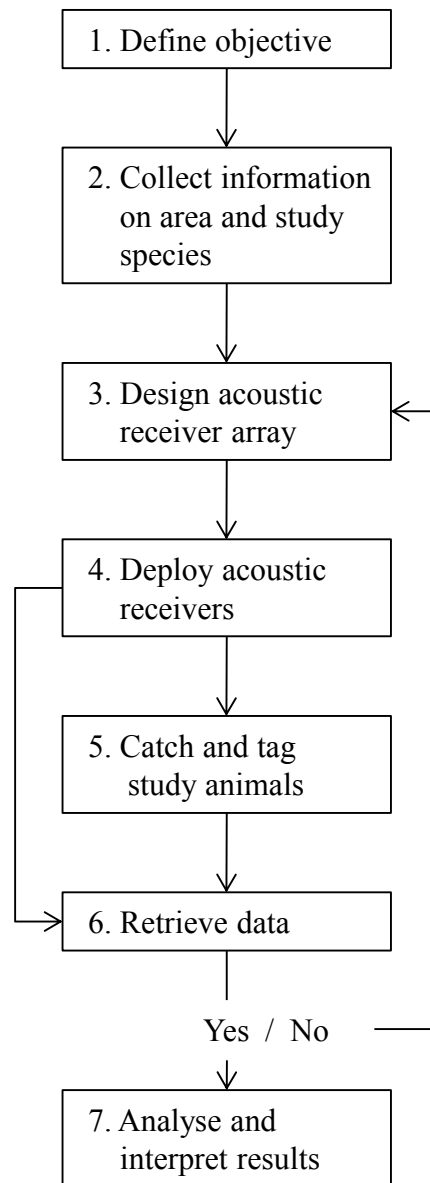 1. Define objective
2. Collect information
on area and study
species
3. Design acoustic
receiver array
4. Deploy acoustic
receivers
5. Catch and tag
study animals
6. Retrieve data
Yes / No
7. Analyse and
interpret results